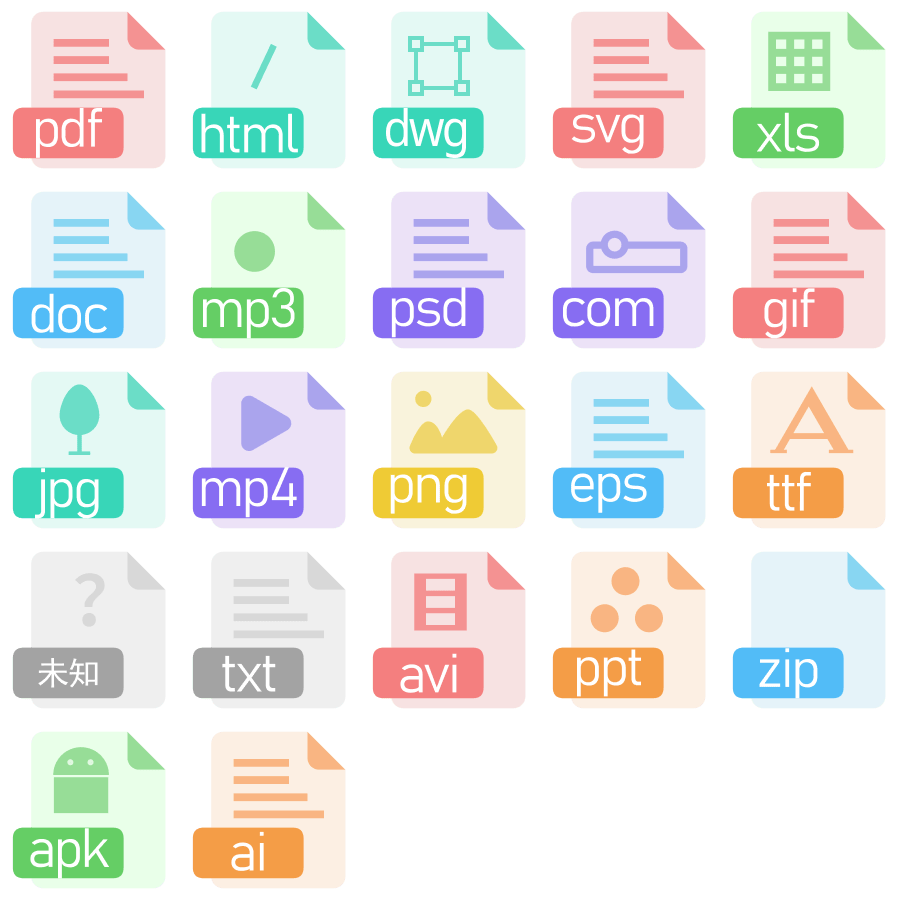 pdf
html
dwg
svg
xls
doc
mp3
psd
com
gif
jpg
mp4
png
eps
ttf
?
未知
txt
avi
ppt
zip
apk
ai